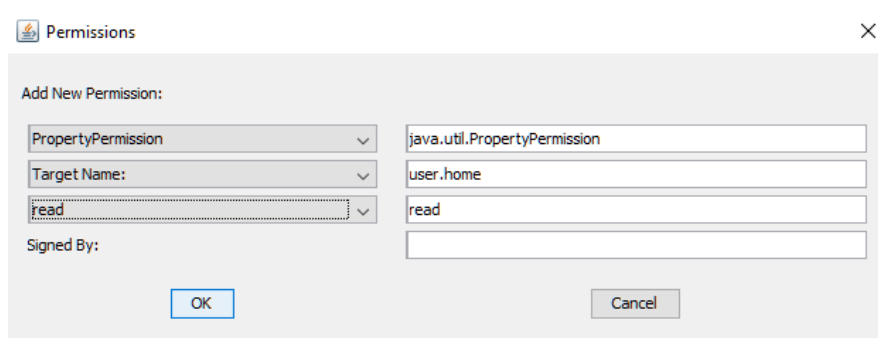 Permissions
Add New Permission:
PropertyPermission java.util.PropertyPermission
Target Name: user.home
read read
Signed By:
OK Cancel